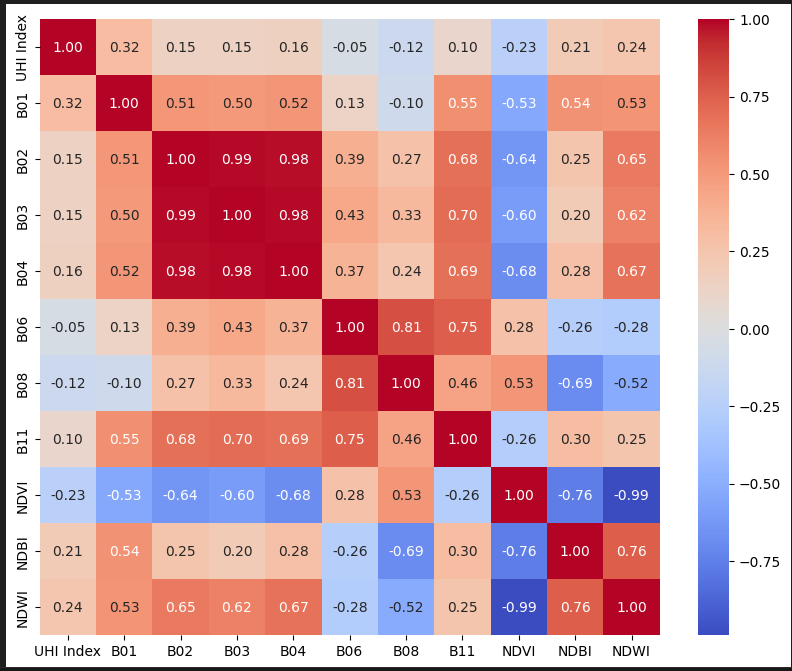 UHI Index 1.00 0.32 0.15 0.15 0.16 -0.05 -0.12 0.10 -0.23 0.21 0.24
B01 0.32 1.00 0.51 0.50 0.52 0.13 -0.10 0.55 -0.53 0.54 0.53
B02 0.15 0.51 1.00 0.99 0.98 0.39 0.27 0.68 -0.64 0.25 0.65
B03 0.15 0.50 0.99 1.00 0.98 0.43 0.33 0.70 -0.60 0.20 0.62
B04 0.16 0.52 0.98 0.98 1.00 0.37 0.24 0.69 -0.68 0.28 0.67
B06 -0.05 0.13 0.39 0.43 0.37 1.00 0.81 0.75 0.28 -0.26 -0.28
B08 -0.12 -0.10 0.27 0.33 0.24 0.81 1.00 0.46 0.53 -0.69 -0.52
B11 0.10 0.55 0.68 0.70 0.69 0.75 0.46 1.00 -0.26 0.30 0.25
NDVI -0.23 -0.53 -0.64 -0.60 -0.68 0.28 0.53 -0.26 1.00 -0.76 -0.99
NDBI 0.21 0.54 0.25 0.20 0.28 -0.26 -0.69 0.30 -0.76 1.00 0.76
NDWI 0.24 0.53 0.65 0.62 0.67 -0.28 -0.52 0.25 -0.99 0.76 1.00
UHI Index B01 B02 B03 B04 B06 B08 B11 NDVI NDBI NDWI
1.00
0.75
0.50
0.25
0.00
−0.25
−0.50
−0.75